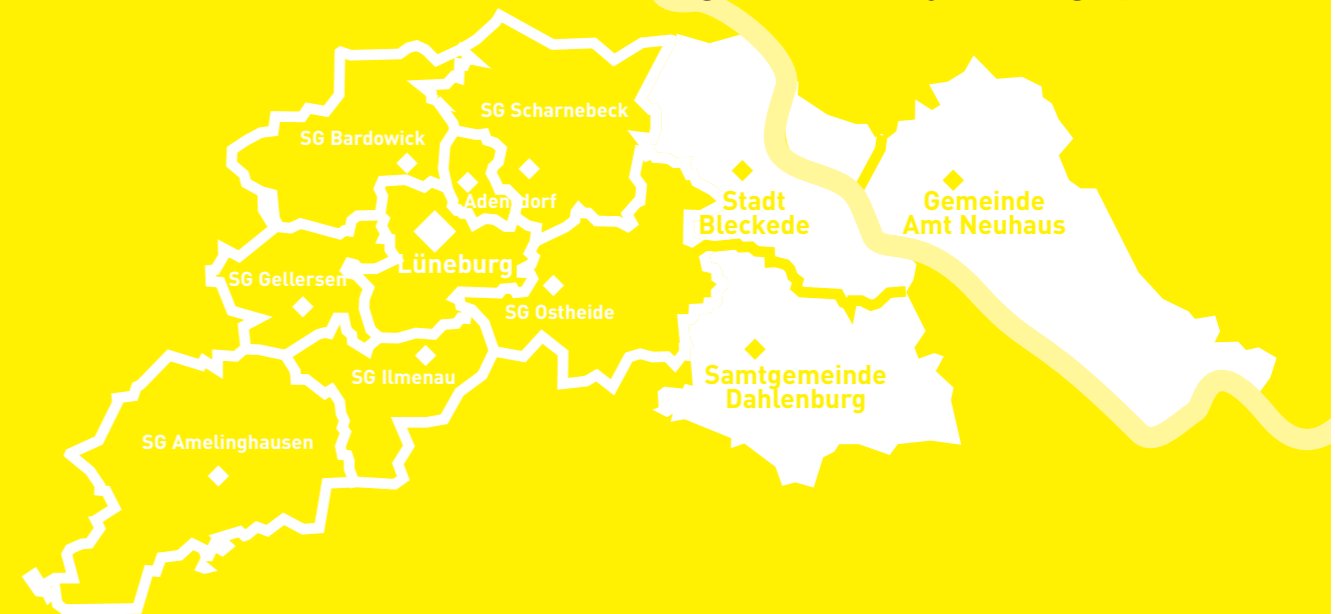 SG Scharnebeck
SG Bardowick
Adendorf
Stadt
Bleckede
Gemeinde
Amt Neuhaus
Lüneburg
SG Gellersen
SG Ostheide
SG Ilmenau
Samtgemeinde
Dahlenburg
SG Amelinghausen